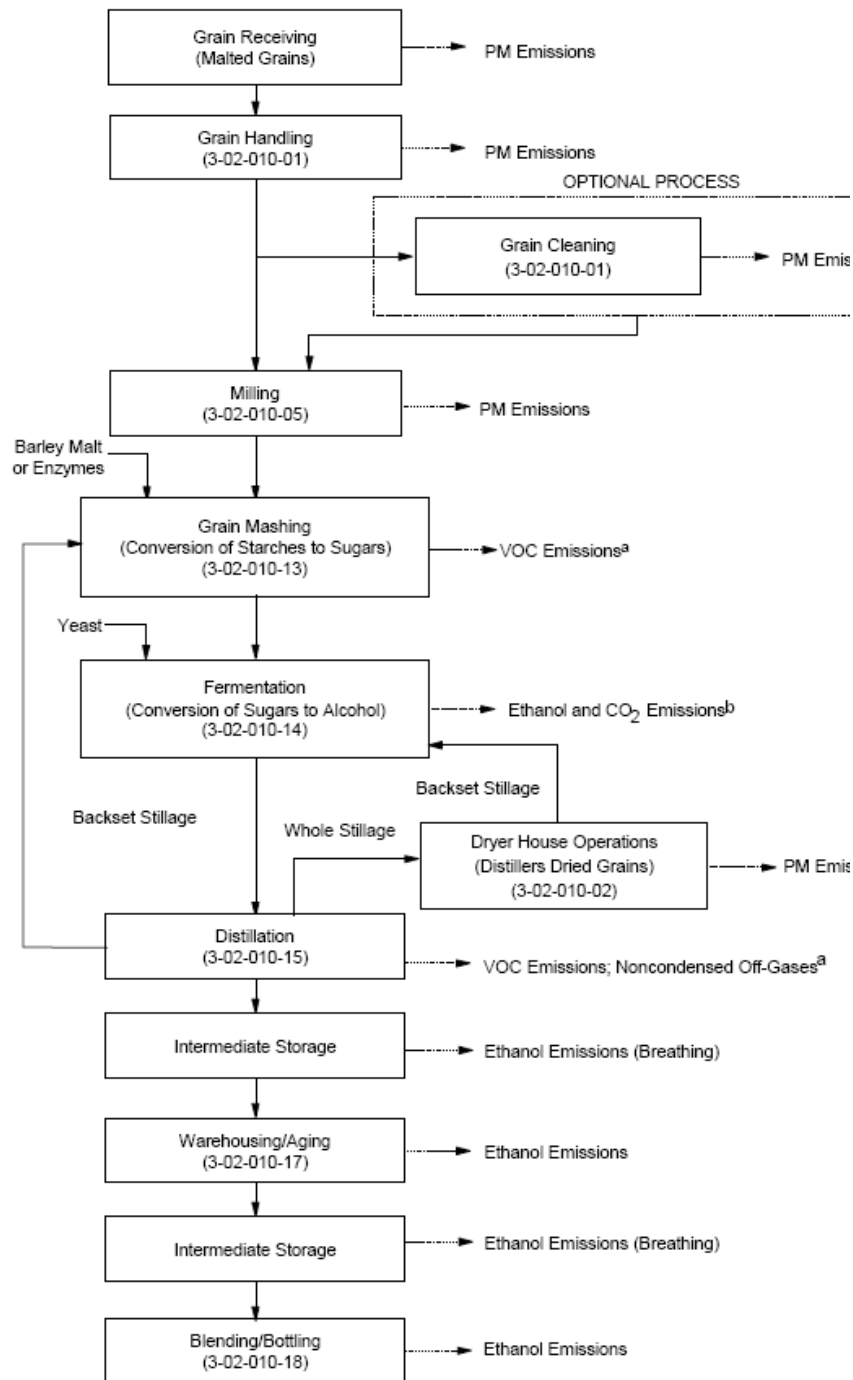 Grain Receiving
(Malted Grains)
PM Emissions
Grain Handling
(3-02-010-01)
PM Emissions
OPTIONAL PROCESS
Grain Cleaning
(3-02-010-01)
PM Emis
Milling
(3-02-010-05)
PM Emissions
Barley Malt
or Enzymes
Grain Mashing
(Conversion of Starches to Sugars)
(3-02-010-13)
VOC Emissionsª
Yeast
Fermentation
(Conversion of Sugars to Alcohol)
(3-02-010-14)
Ethanol and CO₂ Emissionsᵇ
Backset Stillage
Backset Stillage
Whole Stillage
Dryer House Operations
(Distillers Dried Grains)
(3-02-010-02)
PM Emis
Distillation
(3-02-010-15)
VOC Emissions; Noncondensed Off-Gasesª
Intermediate Storage
Ethanol Emissions (Breathing)
Warehousing/Aging
(3-02-010-17)
Ethanol Emissions
Intermediate Storage
Ethanol Emissions (Breathing)
Blending/Bottling
(3-02-010-18)
Ethanol Emissions